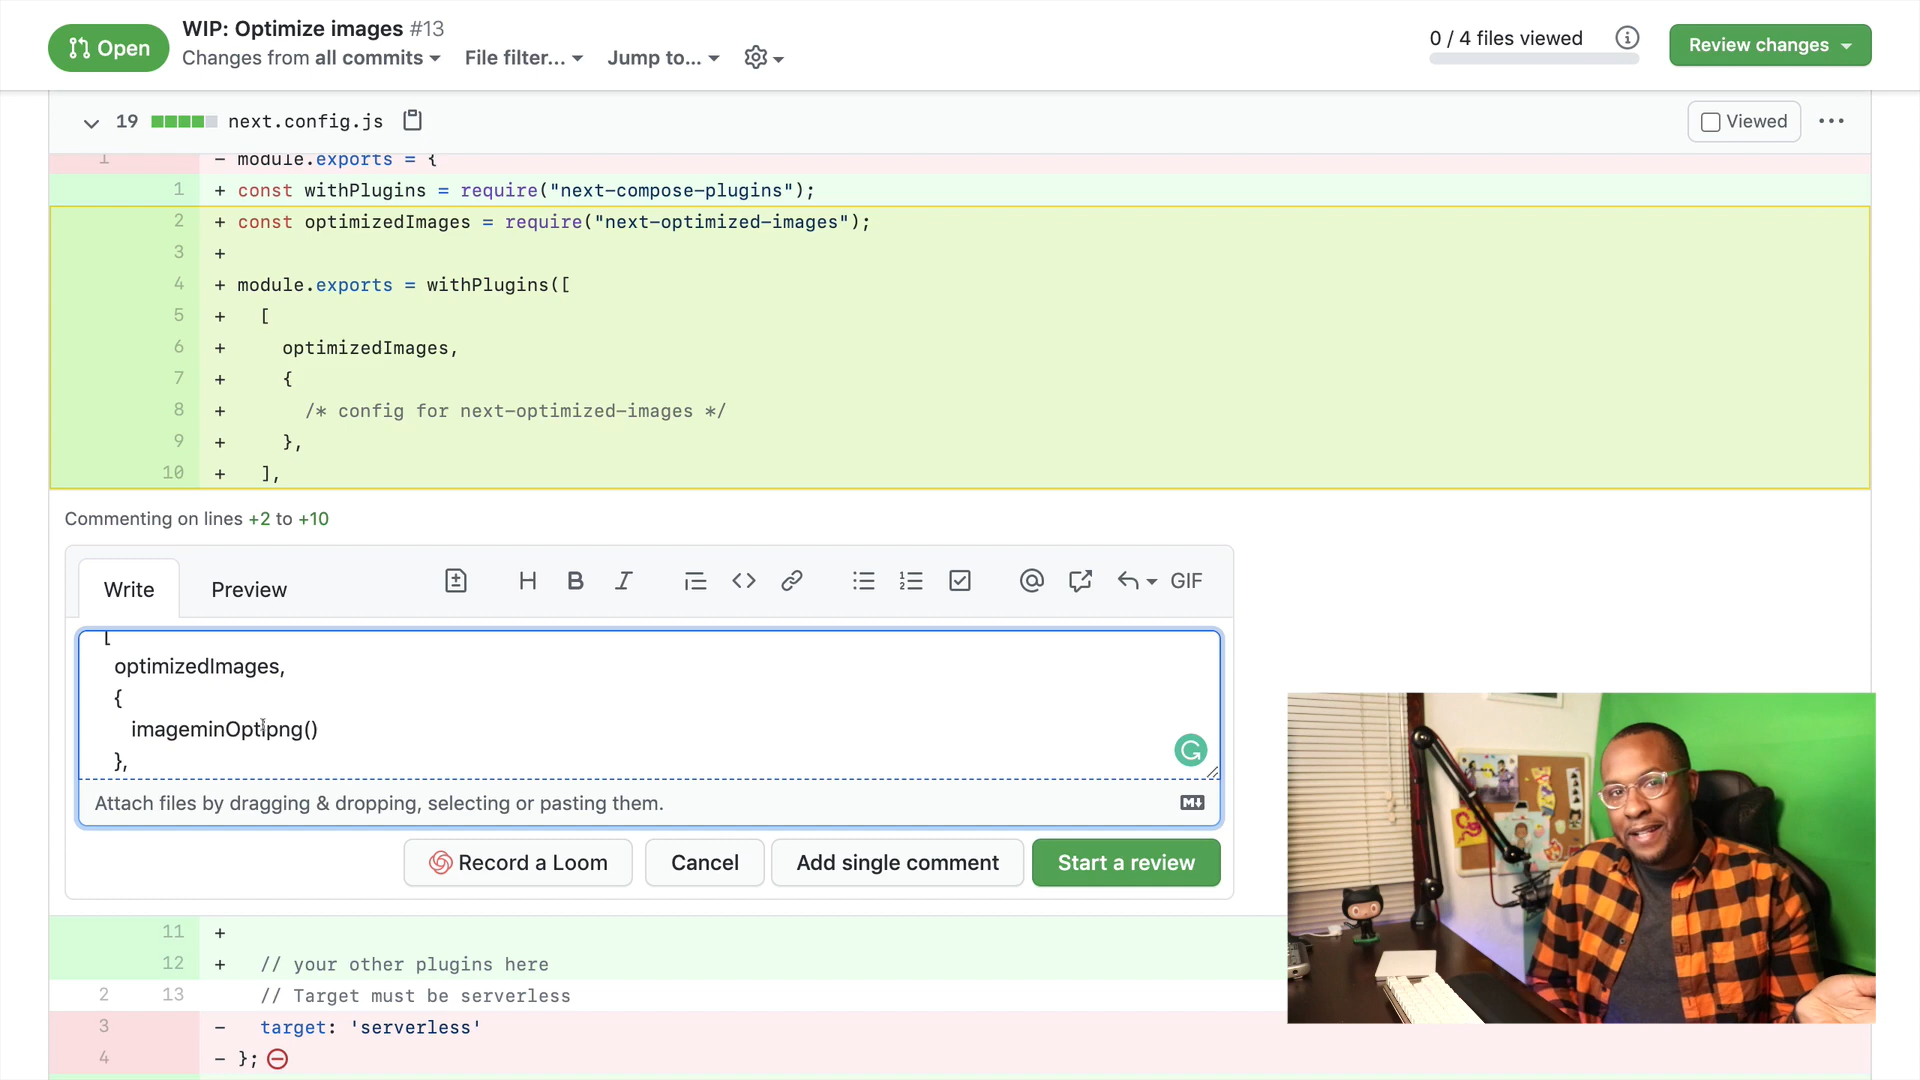 Open
WIP: Optimize images #13
Changes from all commits
File filter...
Jump to...
0 / 4 files viewed
Review changes
19
next.config.js
Viewed
1 - module.exports = {
1 + const withPlugins = require("next-compose-plugins");
2 + const optimizedImages = require("next-optimized-images");
3 +
4 + module.exports = withPlugins([
5 + [
6 + optimizedImages,
7 + {
8 + /* config for next-optimized-images */
9 + },
10 + ],
Commenting on lines +2 to +10
Write
Preview
GIF
[
optimizedImages,
{
imageminOptipng()
},
Attach files by dragging & dropping, selecting or pasting them.
Record a Loom
Cancel
Add single comment
Start a review
11 +
12 + // your other plugins here
2 13 // Target must be serverless
3 - target: 'serverless'
4 - };